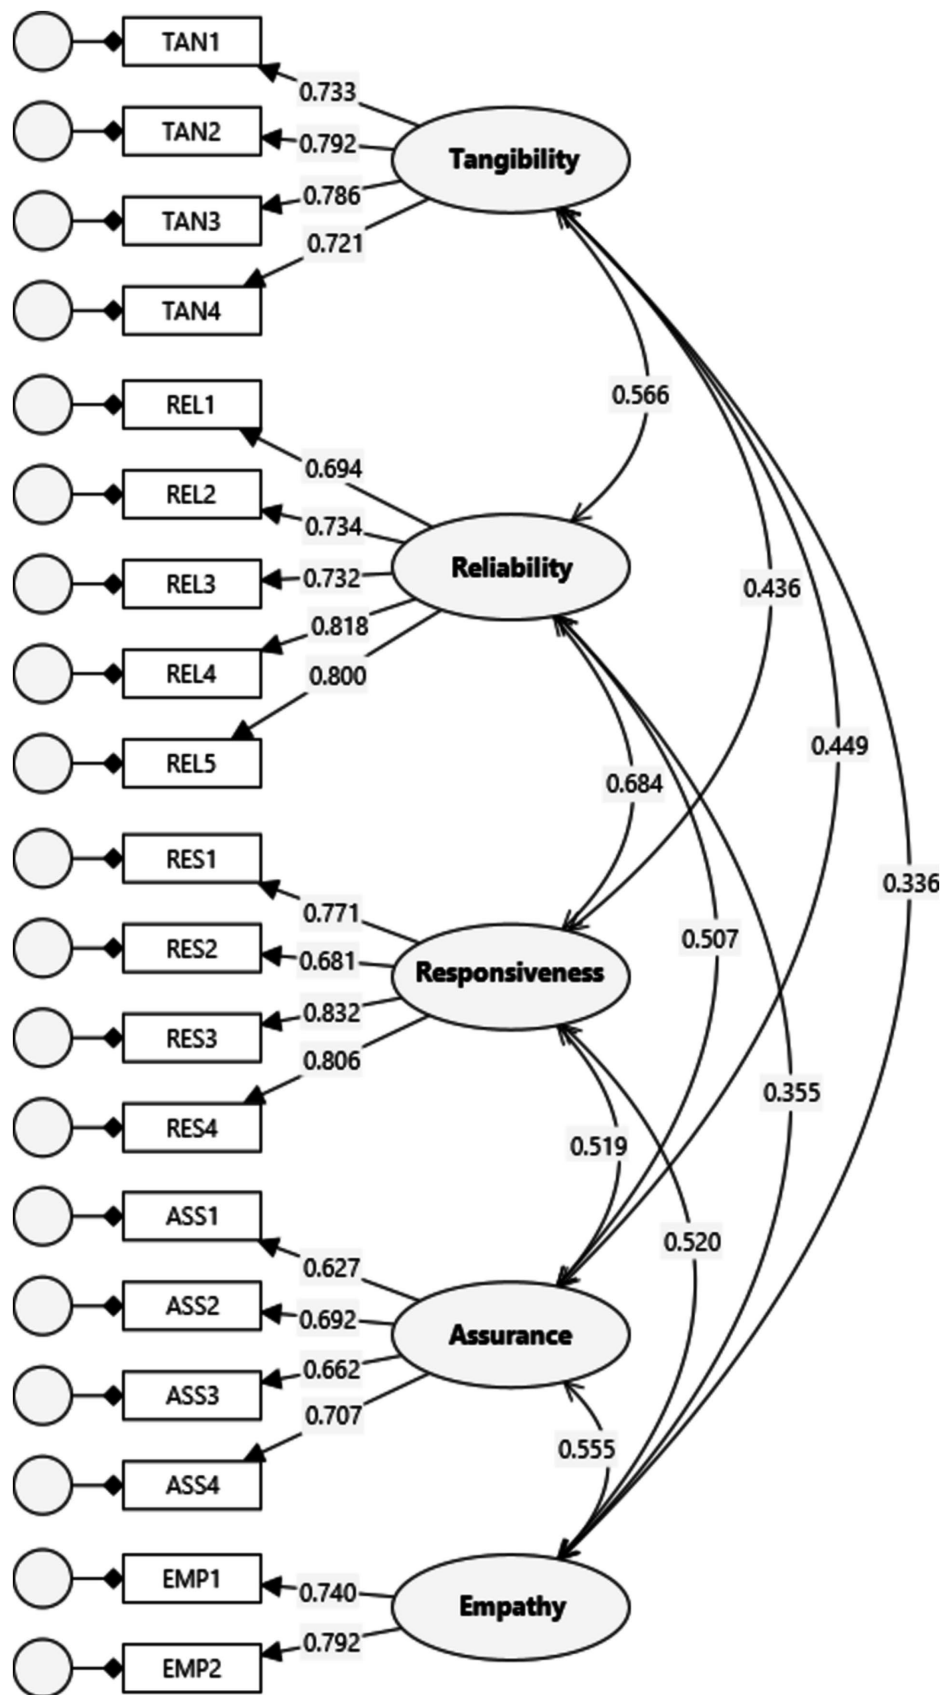 TAN1
0.733
TAN2
0.792
Tangibility
TAN3
0.786
0.721
TAN4
REL1
0.566
0.694
REL2
0.734
Reliability
REL3
0.732
0.436
0.818
REL4
0.800
0.449
REL5
0.684
RES1
0.336
0.771
0.507
RES2
0.681
Responsiveness
0.832
RES3
0.806
0.355
RES4
0.519
ASS1
0.520
0.627
ASS2
0.692
Assurance
0.662
ASS3
0.707
0.555
ASS4
EMP1
0.740
Empathy
0.792
EMP2